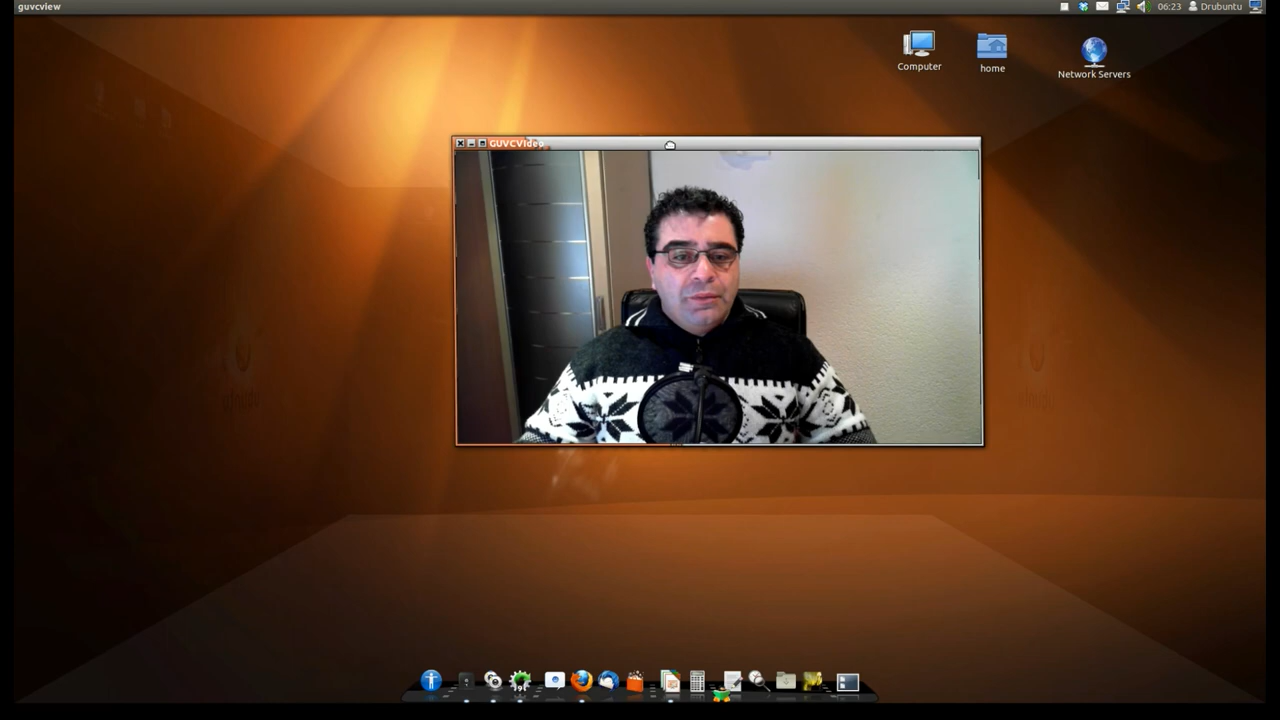 guvcview
06:23 Drubuntu
Computer
home
Network Servers
GUVCVideo